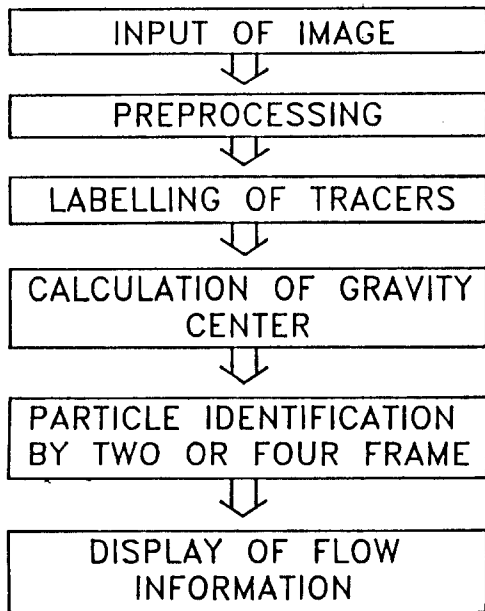 INPUT OF IMAGE
PREPROCESSING
LABELLING OF TRACERS
CALCULATION OF GRAVITY
CENTER
PARTICLE IDENTIFICATION
BY TWO OR FOUR FRAME
DISPLAY OF FLOW
INFORMATION